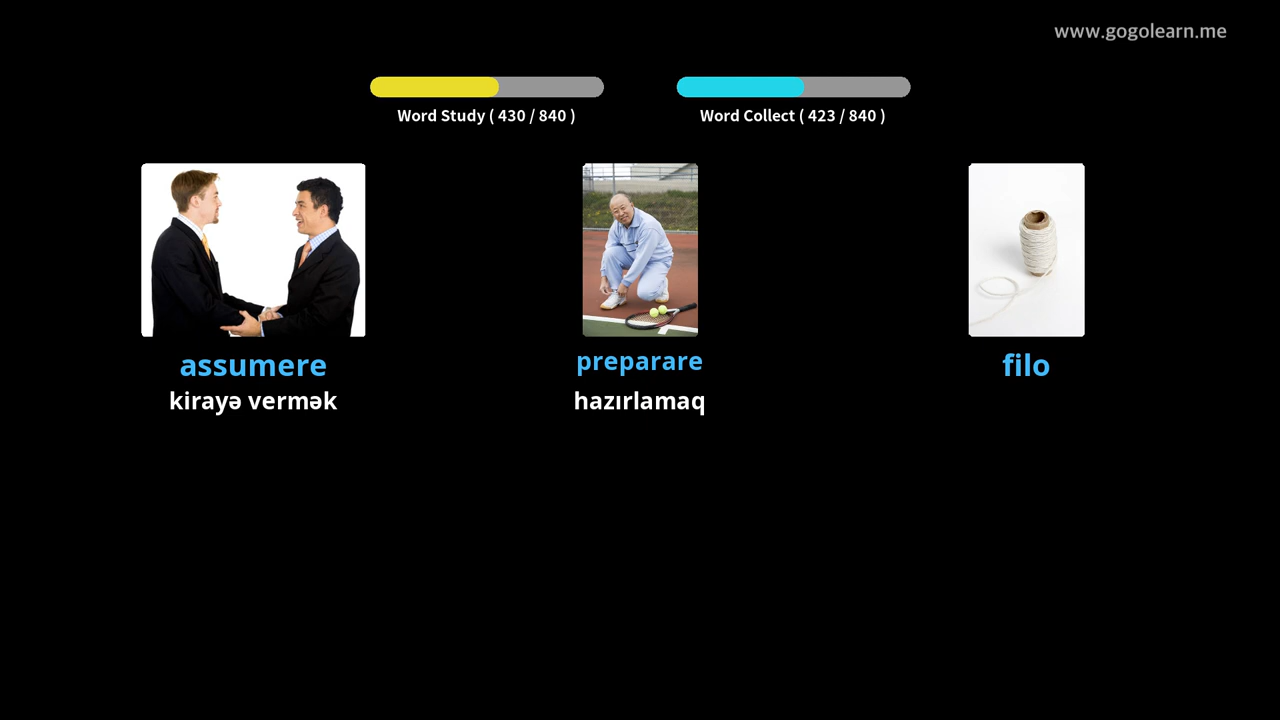 www.gogolearn.me
Word Study ( 430 / 840 )
Word Collect ( 423 / 840 )
assumere
kirayə vermək
preparare
hazırlamaq
filo